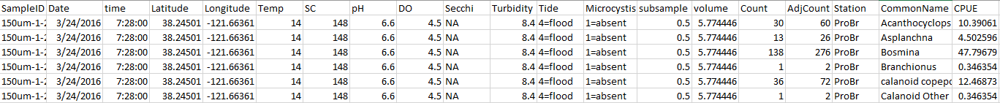 SampleID Date time Latitude Longitude Temp SC pH DO Secchi Turbidity Tide Microcystis subsample volume Count AdjCount Station CommonName CPUE
150um-1-2 3/24/2016 7:28:00 38.24501 -121.66361 14 148 6.6 4.5 NA 8.4 4=flood 1=absent 0.5 5.774446 30 60 ProBr Acanthocyclops 10.39061
150um-1-2 3/24/2016 7:28:00 38.24501 -121.66361 14 148 6.6 4.5 NA 8.4 4=flood 1=absent 0.5 5.774446 13 26 ProBr Asplanchna 4.502596
150um-1-2 3/24/2016 7:28:00 38.24501 -121.66361 14 148 6.6 4.5 NA 8.4 4=flood 1=absent 0.5 5.774446 138 276 ProBr Bosmina 47.79679
150um-1-2 3/24/2016 7:28:00 38.24501 -121.66361 14 148 6.6 4.5 NA 8.4 4=flood 1=absent 0.5 5.774446 1 2 ProBr Branchionus 0.346354
150um-1-2 3/24/2016 7:28:00 38.24501 -121.66361 14 148 6.6 4.5 NA 8.4 4=flood 1=absent 0.5 5.774446 36 72 ProBr calanoid copepo 12.46873
150um-1-2 3/24/2016 7:28:00 38.24501 -121.66361 14 148 6.6 4.5 NA 8.4 4=flood 1=absent 0.5 5.774446 1 2 ProBr Calanoid Other 0.346354